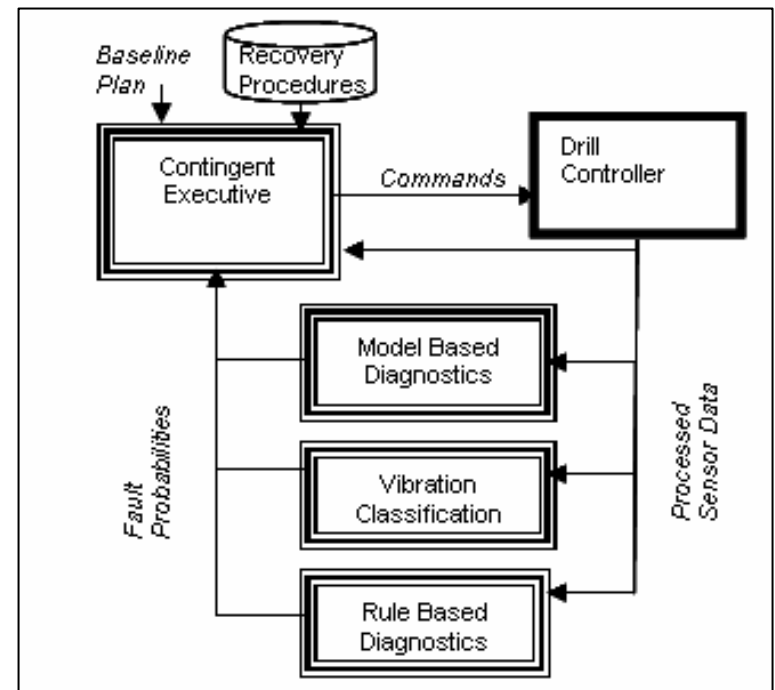 Baseline
Plan
Recovery
Procedures
Contingent
Executive
Commands
Drill
Controller
Model Based
Diagnostics
Vibration
Classification
Rule Based
Diagnostics
Fault
Probabilities
Processed
Sensor Data